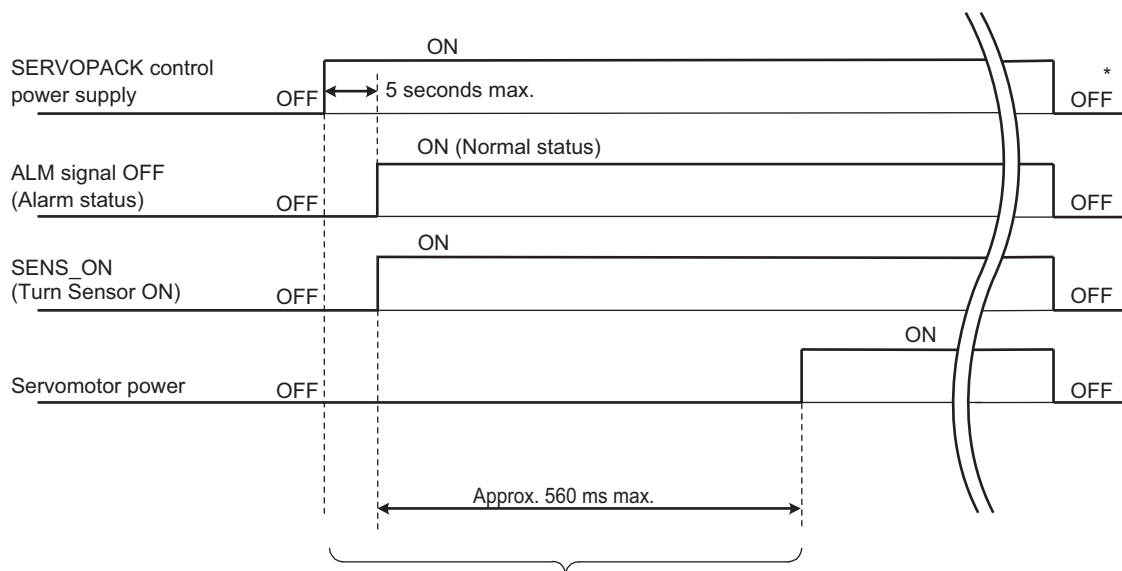 ON
SERVOPACK control
power supply
OFF
5 seconds max.
*
OFF
ON (Normal status)
ALM signal OFF
(Alarm status)
OFF
OFF
ON
SENS_ON
(Turn Sensor ON)
OFF
OFF
ON
Servomotor power
OFF
OFF
Approx. 560 ms max.